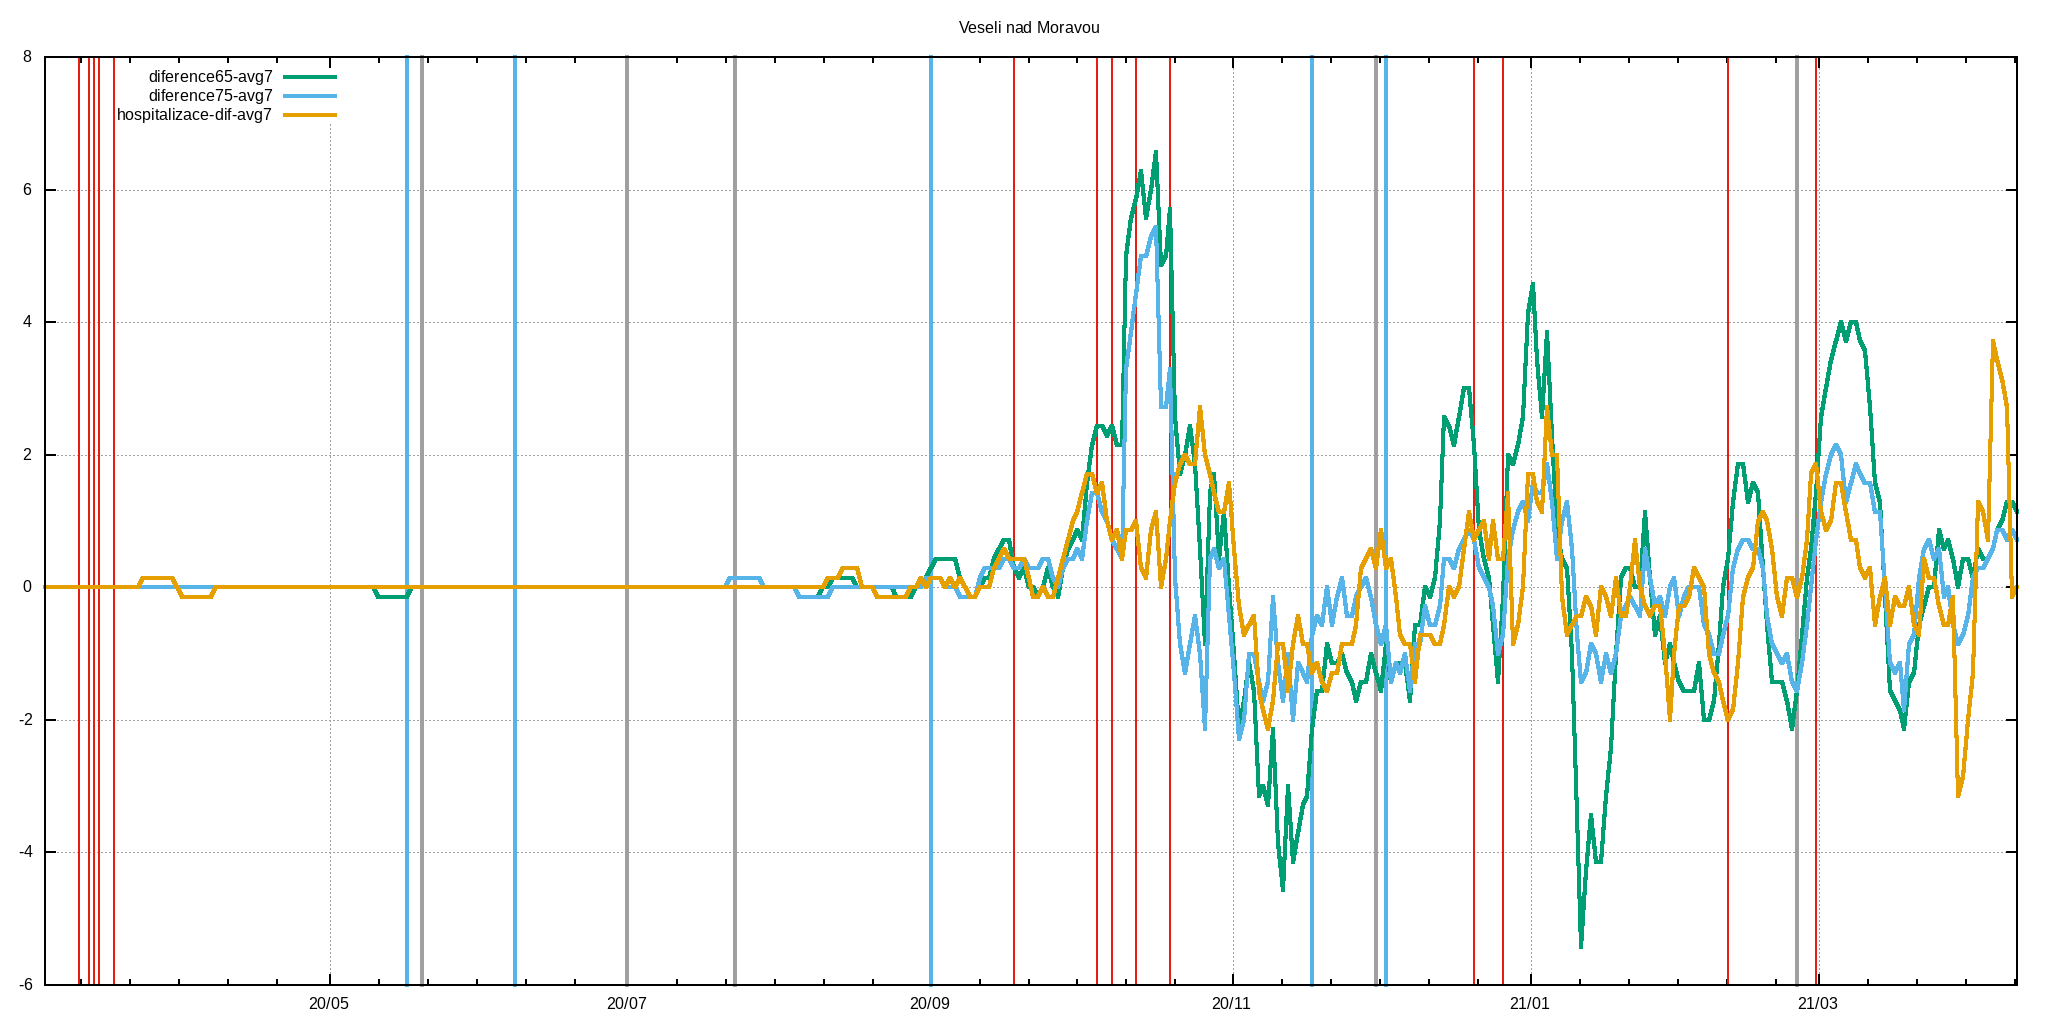 Veseli nad Moravou
8
6
4
2
0
-2
-4
-6
diference65-avg7
diference75-avg7
hospitalizace-dif-avg7
20/05 20/07 20/09 20/11 21/01 21/03